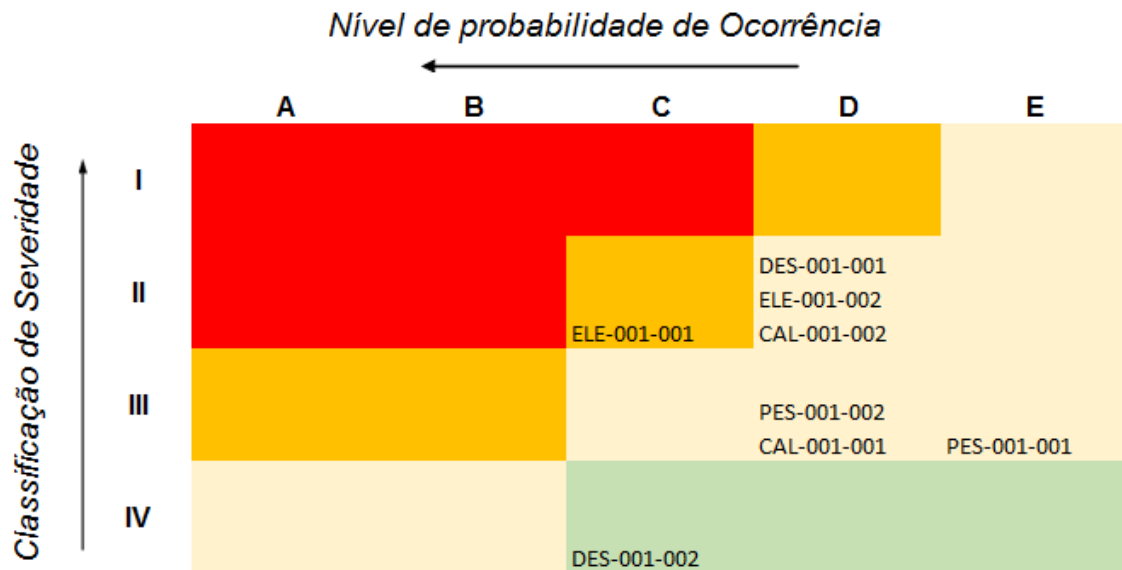 Nível de probabilidade de Ocorrência
A B C D E
Classificação de Severidade
I
II
DES-001-001
ELE-001-002
ELE-001-001 CAL-001-002
III
PES-001-002
CAL-001-001 PES-001-001
IV
DES-001-002